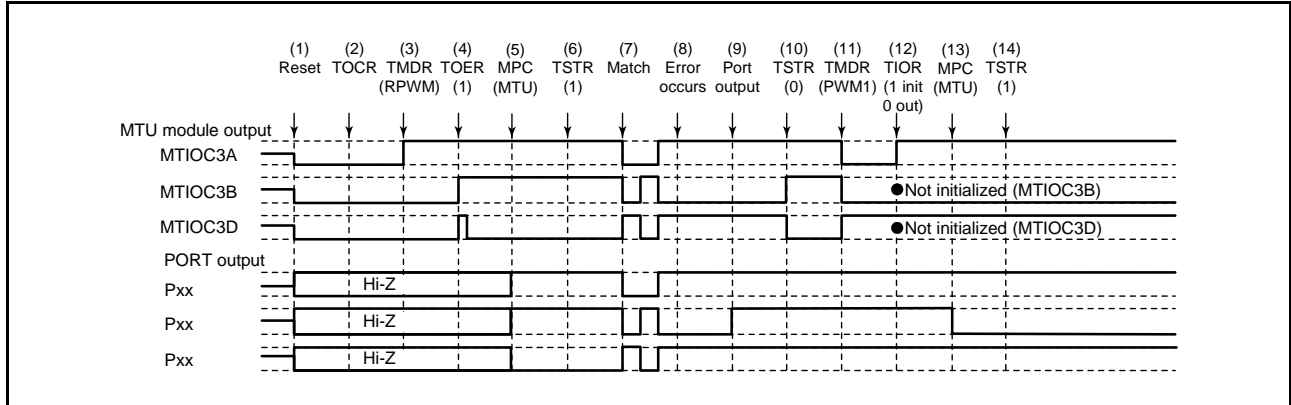 (1) (2) (3) (4) (5) (6) (7) (8) (9) (10) (11) (12) (13) (14)
Reset TOCR TMDR TOER MPC TSTR Match Error Port TSTR TMDR TIOR MPC TSTR
(RPWM) (1) (MTU) (1) occurs output (0) (PWM1) (1 init (MTU) (1)
0 out)
MTU module output
MTIOC3A
MTIOC3B ●Not initialized (MTIOC3B)
MTIOC3D ●Not initialized (MTIOC3D)
PORT output
Pxx Hi-Z
Pxx Hi-Z
Pxx Hi-Z